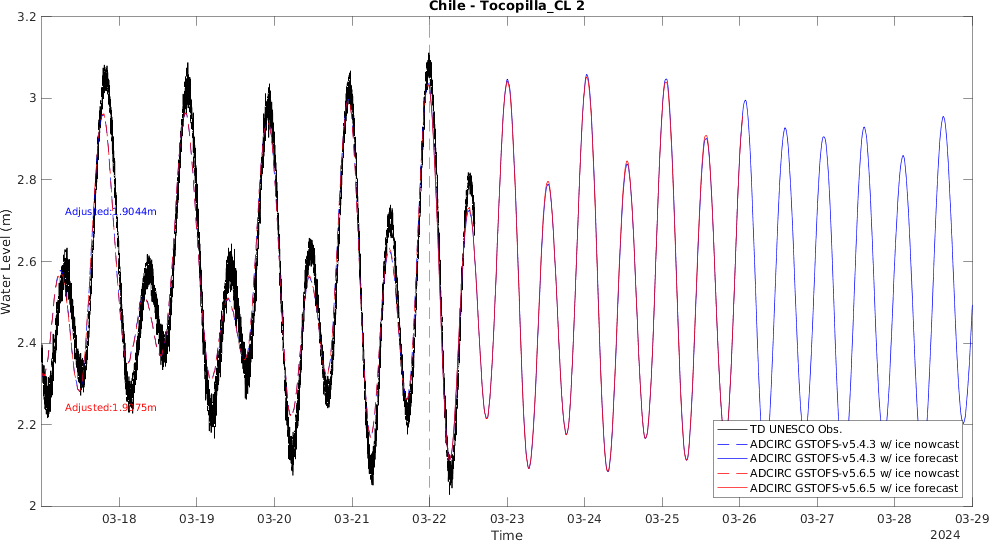 Chile - Tocopilla_CL 2
3.2
3
2.8
2.6
2.4
2.2
2
Water Level (m)
Adjusted:1.9044m
03-18
03-19
03-20
03-21
03-22
03-23
03-24
03-25
03-26
03-27
03-28
03-29
Time
2024
TD UNESCO Obs.
ADCIRC GSTOFS-v5.4.3 w/ ice nowcast
ADCIRC GSTOFS-v5.4.3 w/ ice forecast
ADCIRC GSTOFS-v5.6.5 w/ ice nowcast
ADCIRC GSTOFS-v5.6.5 w/ ice forecast